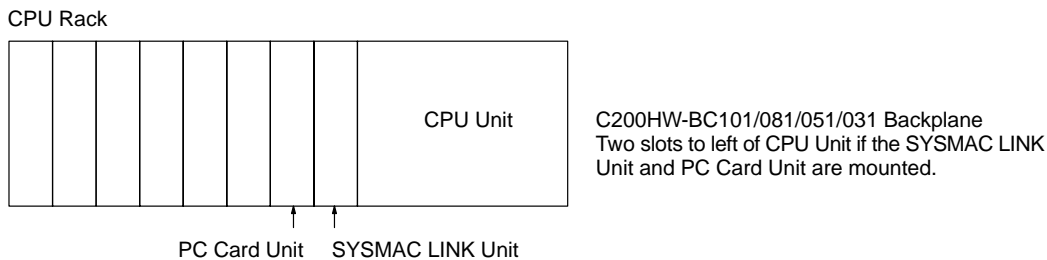 CPU Rack
CPU Unit
C200HW-BC101/081/051/031 Backplane
Two slots to left of CPU Unit if the SYSMAC LINK
Unit and PC Card Unit are mounted.
PC Card Unit
SYSMAC LINK Unit